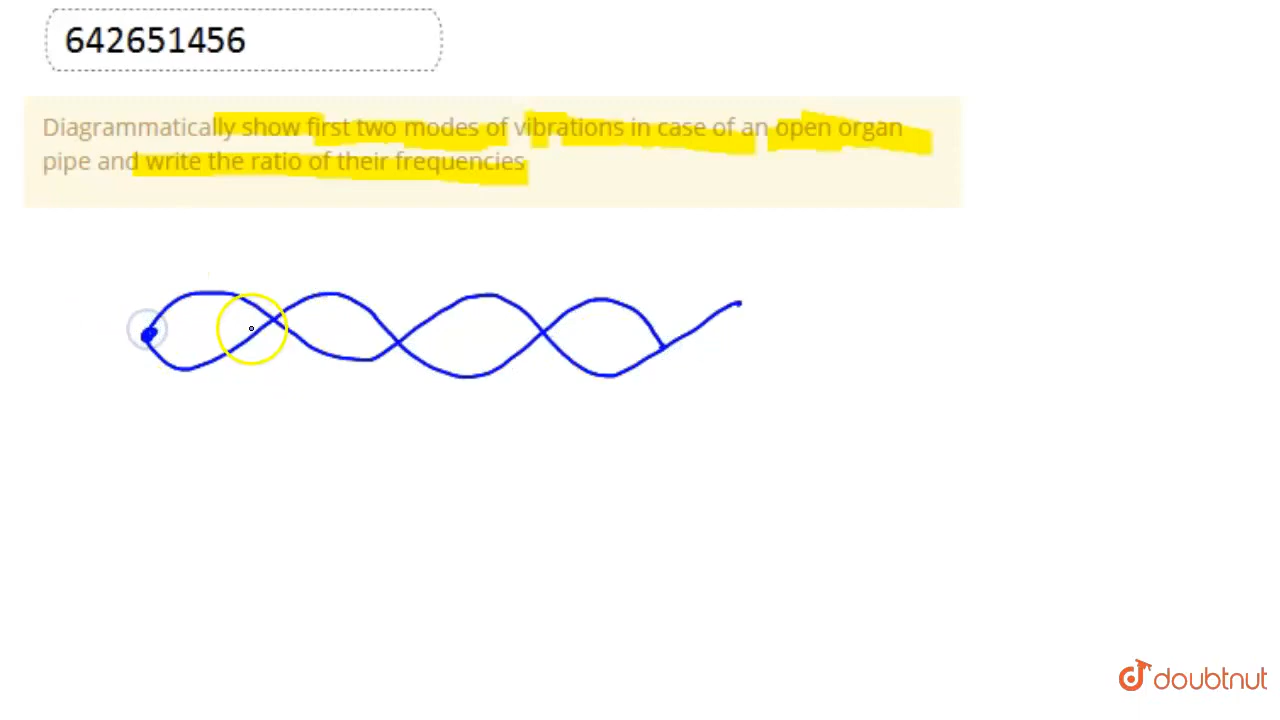 642651456
Diagrammatically show first two modes of vibrations in case of an open organ
pipe and write the ratio of their frequencies
doubtnut